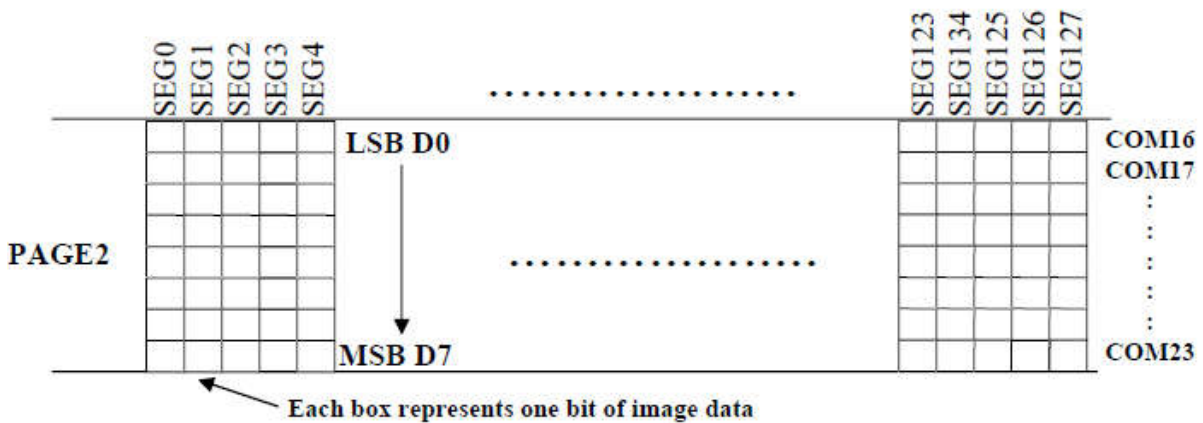 SEG0
SEG1
SEG2
SEG3
SEG4
SEG123
SEG134
SEG125
SEG126
SEG127
LSB D0
COM16
COM17
PAGE2
MSB D7
COM23
Each box represents one bit of image data